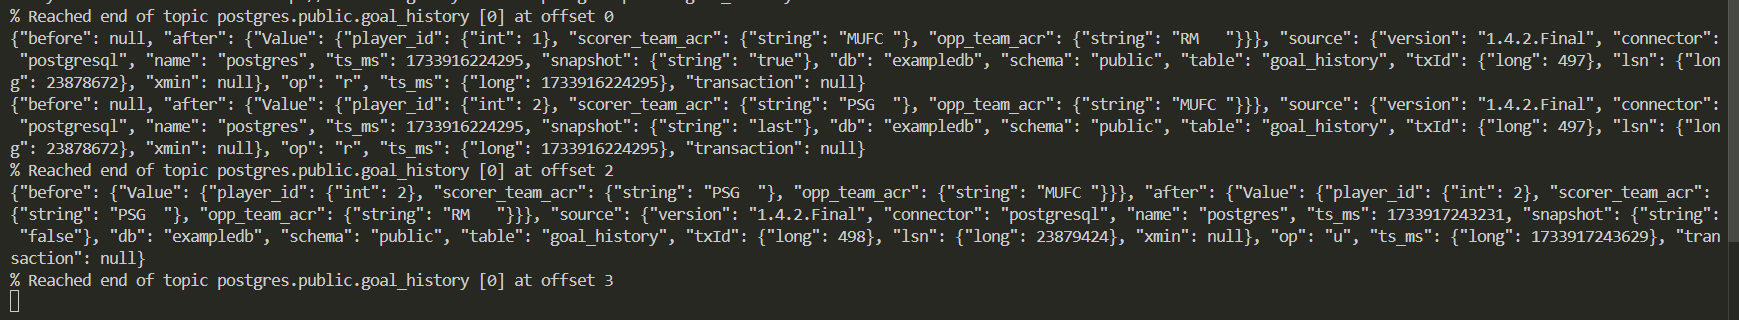 % Reached end of topic postgres.public.goal_history [0] at offset 0
{"before": null, "after": {"Value": {"player_id": {"int": 1}, "scorer_team_acr": {"string": "MUFC "}, "opp_team_acr": {"string": "RM   "}}}, "source": {"version": "1.4.2.Final", "connector":
 "postgresql", "name": "postgres", "ts_ms": 1733916224295, "snapshot": {"string": "true"}, "db": "exampledb", "schema": "public", "table": "goal_history", "txId": {"long": 497}, "lsn": {"lon
g": 23878672}, "xmin": null}, "op": "r", "ts_ms": {"long": 1733916224295}, "transaction": null}
{"before": null, "after": {"Value": {"player_id": {"int": 2}, "scorer_team_acr": {"string": "PSG  "}, "opp_team_acr": {"string": "MUFC "}}}, "source": {"version": "1.4.2.Final", "connector":
 "postgresql", "name": "postgres", "ts_ms": 1733916224295, "snapshot": {"string": "last"}, "db": "exampledb", "schema": "public", "table": "goal_history", "txId": {"long": 497}, "lsn": {"lon
g": 23878672}, "xmin": null}, "op": "r", "ts_ms": {"long": 1733916224295}, "transaction": null}
% Reached end of topic postgres.public.goal_history [0] at offset 2
{"before": {"Value": {"player_id": {"int": 2}, "scorer_team_acr": {"string": "PSG  "}, "opp_team_acr": {"string": "MUFC "}}}, "after": {"Value": {"player_id": {"int": 2}, "scorer_team_acr":
{"string": "PSG  "}, "opp_team_acr": {"string": "RM   "}}}, "source": {"version": "1.4.2.Final", "connector": "postgresql", "name": "postgres", "ts_ms": 1733917243231, "snapshot": {"string":
 "false"}, "db": "exampledb", "schema": "public", "table": "goal_history", "txId": {"long": 498}, "lsn": {"long": 23879424}, "xmin": null}, "op": "u", "ts_ms": {"long": 1733917243629}, "tran
saction": null}
% Reached end of topic postgres.public.goal_history [0] at offset 3